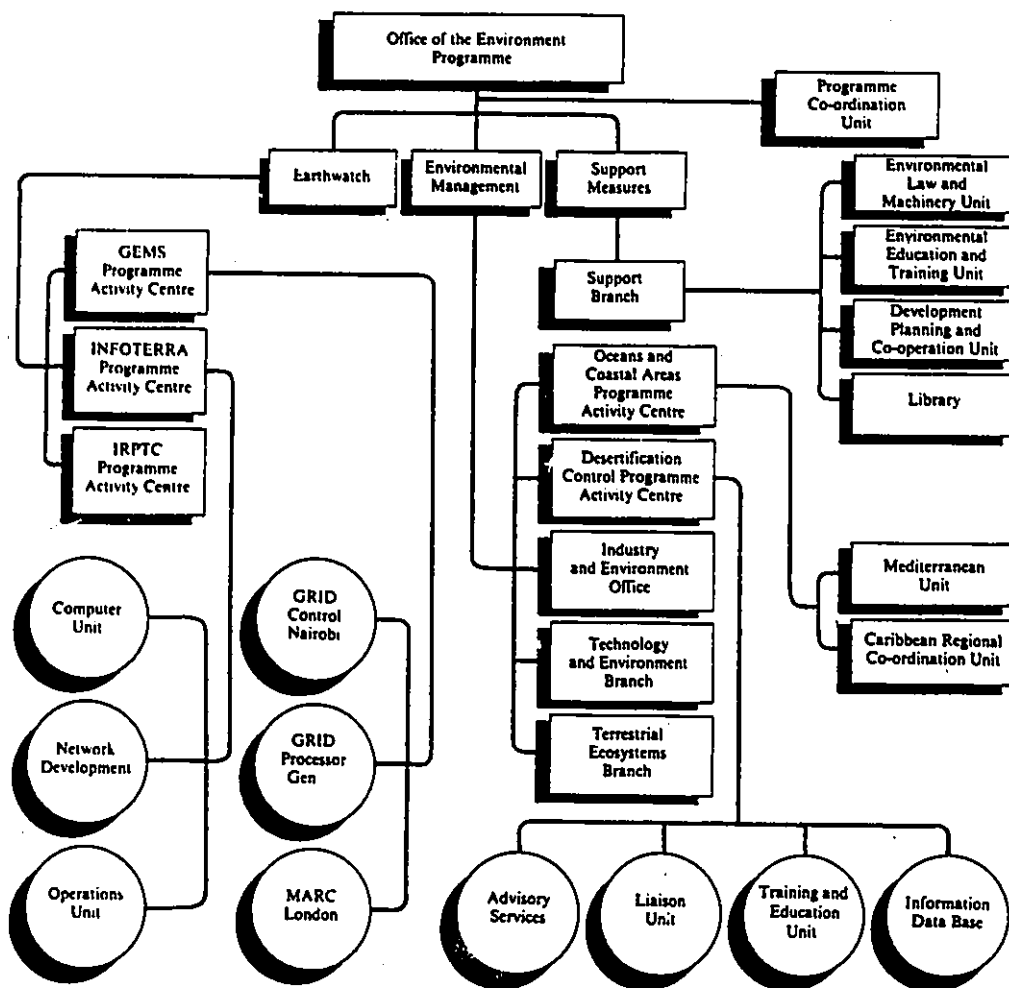 Office of the Environment
Programme
Programme
Co-ordination
Unit
Earthwatch
Environmental
Management
Support
Measures
Environmental
Law and
Machinery Unit
GEMS
Programme
Activity Centre
Environmental
Education and
Training Unit
Support
Branch
Development
Planning and
Co-operation Unit
INFOTERRA
Programme
Activity Centre
Oceans and
Coastal Areas
Programme
Activity Centre
Library
IRPTC
Programme
Activity Centre
Desertification
Control Programme
Activity Centre
Industry
and Environment
Office
Mediterranean
Unit
Computer
Unit
GRID
Control
Nairobi
Technology
and Environment
Branch
Caribbean Regional
Co-ordination Unit
Network
Development
GRID
Processor
Gen
Terrestrial
Ecosystems
Branch
Operations
Unit
MARC
London
Advisory
Services
Liaison
Unit
Training and
Education
Unit
Information
Data Base